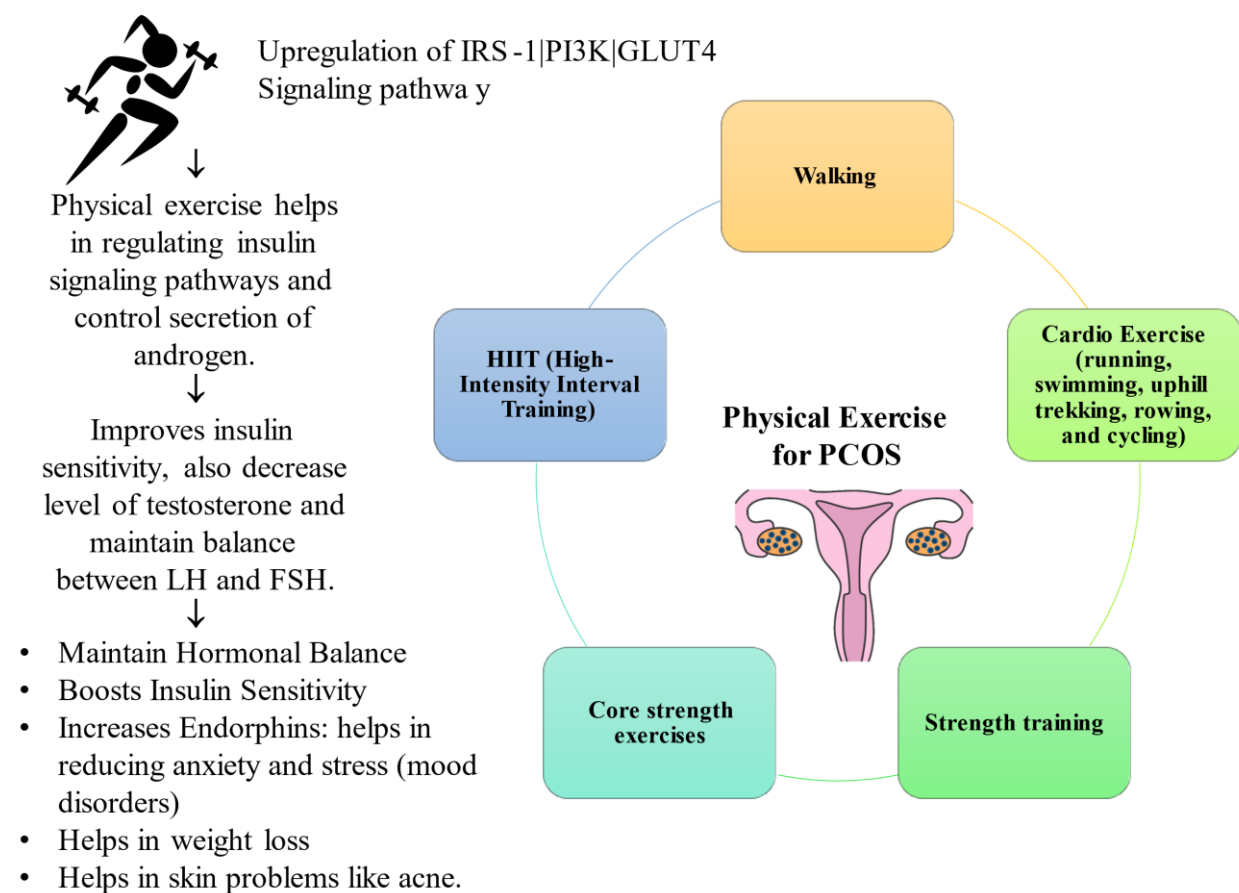 Upregulation of IRS-1|PI3K|GLUT4
Signaling pathwa y
↓
Physical exercise helps
in regulating insulin
signaling pathways and
control secretion of
androgen.
↓
Improves insulin
sensitivity, also decrease
level of testosterone and
maintain balance
between LH and FSH.
↓
• Maintain Hormonal Balance
• Boosts Insulin Sensitivity
• Increases Endorphins: helps in
reducing anxiety and stress (mood
disorders)
• Helps in weight loss
• Helps in skin problems like acne.
Walking
Cardio Exercise
(running,
swimming, uphill
trekking, rowing,
and cycling)
Strength training
Core strength
exercises
HIIT (High-
Intensity Interval
Training)
Physical Exercise
for PCOS